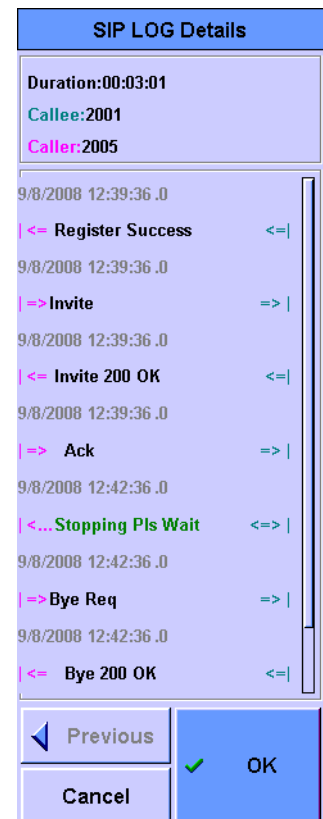 SIP LOG Details
Duration:00:03:01
Callee:2001
Caller:2005
9/8/2008 12:39:36 .0
|<= Register Success <=|
9/8/2008 12:39:36 .0
|=>Invite =>|
9/8/2008 12:39:36 .0
|<= Invite 200 OK <=|
9/8/2008 12:39:36 .0
|=> Ack =>|
9/8/2008 12:42:36 .0
|<...Stopping Pls Wait <=>|
9/8/2008 12:42:36 .0
|=>Bye Req =>|
9/8/2008 12:42:36 .0
|<= Bye 200 OK <=|
Previous
OK
Cancel